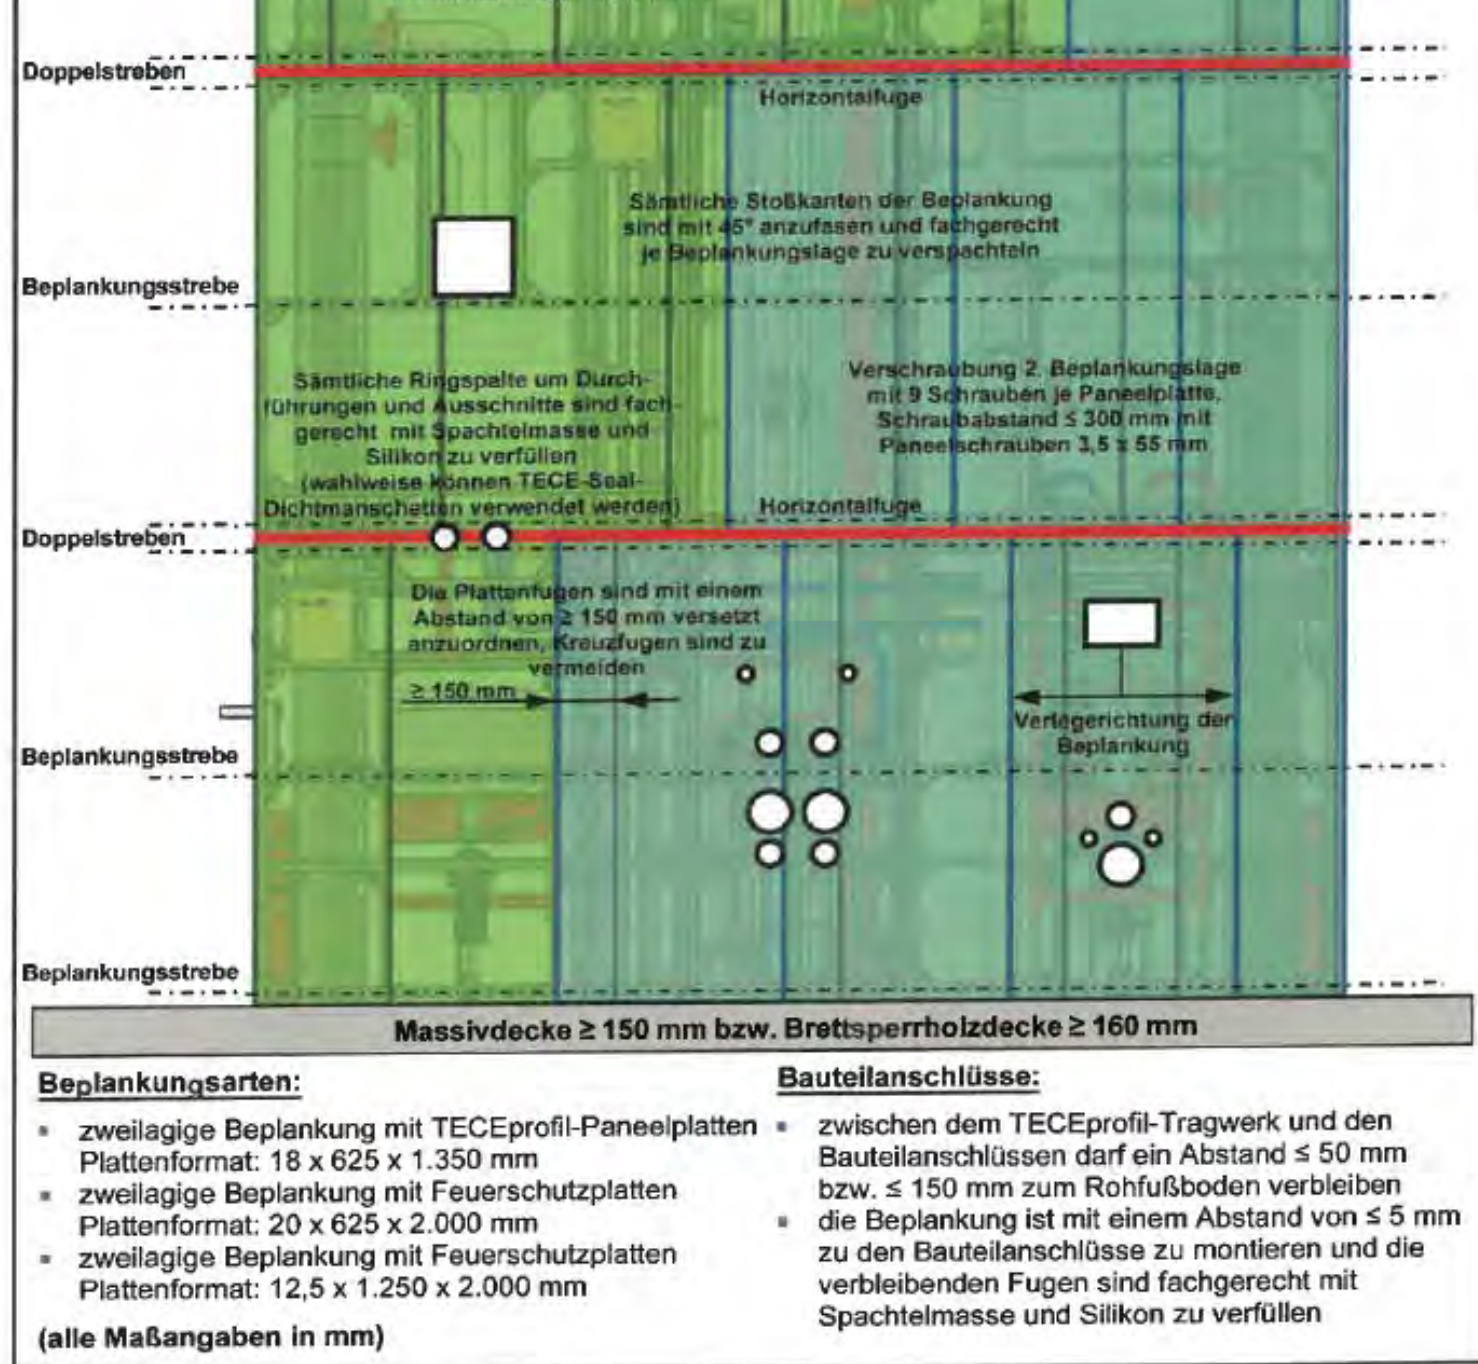 Doppelstreben
Horizontalfuge
Sämtliche Stoßkanten der Beplankung
sind mit 45° anzufasen und fachgerecht
je Beplankungslage zu verspachteln
Beplankungsstrebe
Sämtliche Ringspalte um Durch-
führungen und Ausschnitte sind fach-
gerecht mit Spachtelmasse und
Silikon zu verfüllen
(wahlweise können TECE-Seal-
Dichtmanschetten verwendet werden)
Verschraubung 2. Beplankungslage
mit 9 Schrauben je Paneelplatte,
Schraubabstand ≤ 300 mm mit
Paneelschrauben 3,5 x 55 mm
Horizontalfuge
Doppelstreben
Die Plattenfugen sind mit einem
Abstand von ≥ 150 mm versetzt
anzuordnen, Kreuzfugen sind zu
vermeiden
≥ 150 mm
Verlegerichtung der
Beplankung
Beplankungsstrebe
Beplankungsstrebe
Massivdecke ≥ 150 mm bzw. Brettsperrholzdecke ≥ 160 mm
Beplankungsarten:
▪ zweilagige Beplankung mit TECEprofil-Paneelplatten
Plattenformat: 18 x 625 x 1.350 mm
▪ zweilagige Beplankung mit Feuerschutzplatten
Plattenformat: 20 x 625 x 2.000 mm
▪ zweilagige Beplankung mit Feuerschutzplatten
Plattenformat: 12,5 x 1.250 x 2.000 mm
(alle Maßangaben in mm)
Bauteilanschlüsse:
▪ zwischen dem TECEprofil-Tragwerk und den
Bauteilanschlüssen darf ein Abstand ≤ 50 mm
bzw. ≤ 150 mm zum Rohfußboden verbleiben
▪ die Beplankung ist mit einem Abstand von ≤ 5 mm
zu den Bauteilanschlüsse zu montieren und die
verbleibenden Fugen sind fachgerecht mit
Spachtelmasse und Silikon zu verfüllen